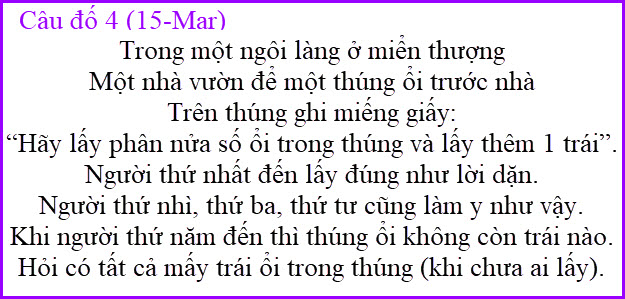 Câu đố 4 (15-Mar)
Trong một ngôi làng ở miển thượng
Một nhà vườn để một thúng ổi trước nhà
Trên thúng ghi miếng giấy:
“Hãy lấy phân nửa số ổi trong thúng và lấy thêm 1 trái”.
Người thứ nhất đến lấy đúng như lời dặn.
Người thứ nhì, thứ ba, thứ tư cũng làm y như vậy.
Khi người thứ năm đến thì thúng ổi không còn trái nào.
Hỏi có tất cả mấy trái ổi trong thúng (khi chưa ai lấy).